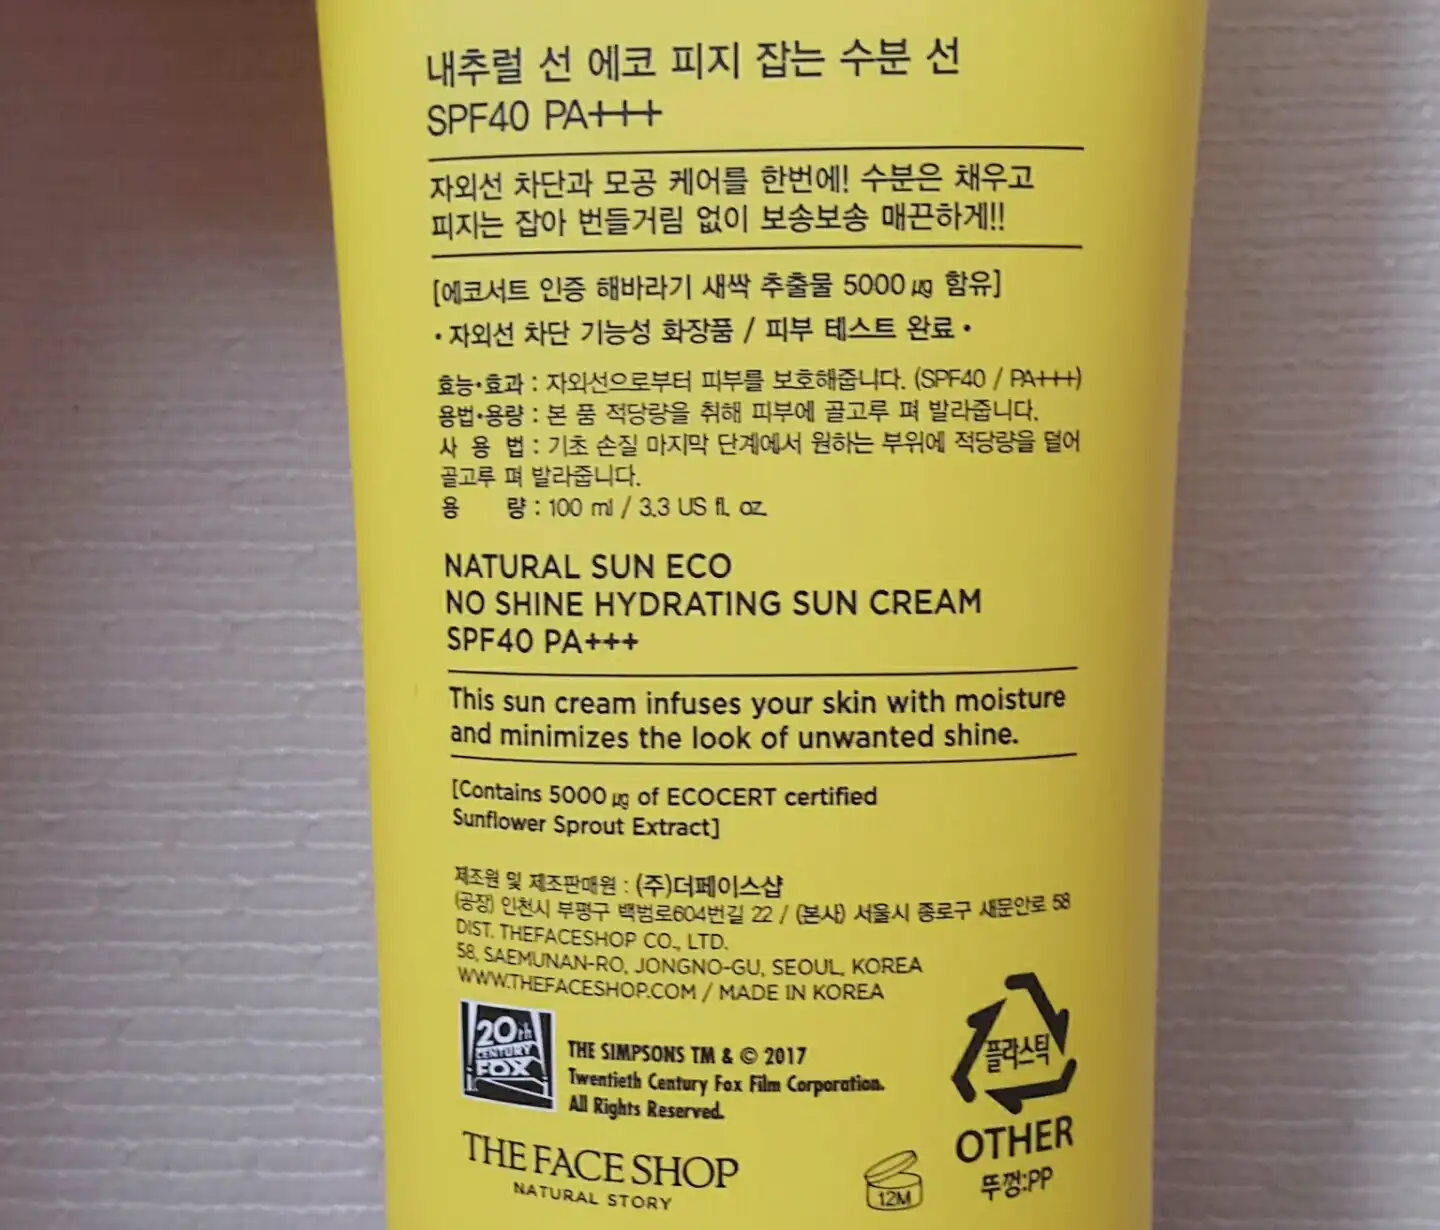 내추럴 선 에코 피지 잡는 수분 선
SPF40 PA+++
자외선 차단과 모공 케어를 한번에! 수분은 채우고
피지는 잡아 번들거림 없이 보송보송 매끈하게!!
[에코서트 인증 해바라기 새싹 추출물 5000㎍ 함유]
• 자외선 차단 기능성 화장품 / 피부 테스트 완료 •
효능•효과 : 자외선으로부터 피부를 보호해줍니다. (SPF40 / PA+++)
용법•용량 : 본 품 적당량을 취해 피부에 골고루 펴 발라줍니다.
사 용 법 : 기초 손질 마지막 단계에서 원하는 부위에 적당량을 덜어
골고루 펴 발라줍니다.
용 량 : 100 ml / 3.3 US fl. oz.
NATURAL SUN ECO
NO SHINE HYDRATING SUN CREAM
SPF40 PA+++
This sun cream infuses your skin with moisture
and minimizes the look of unwanted shine.
[Contains 5000㎍ of ECOCERT certified
Sunflower Sprout Extract]
제조원 및 제조판매원 : (주)더페이스샵
(공장) 인천시 부평구 백범로604번길 22 / (본사) 서울시 종로구 새문안로 58
DIST. THEFACESHOP CO., LTD.
58, SAEMUNAN-RO, JONGNO-GU, SEOUL, KOREA
WWW.THEFACESHOP.COM / MADE IN KOREA
20th
CENTURY
FOX
THE SIMPSONS TM & © 2017
Twentieth Century Fox Film Corporation.
All Rights Reserved.
플라스틱
OTHER
뚜껑:PP
THE FACE SHOP
NATURAL STORY
12M